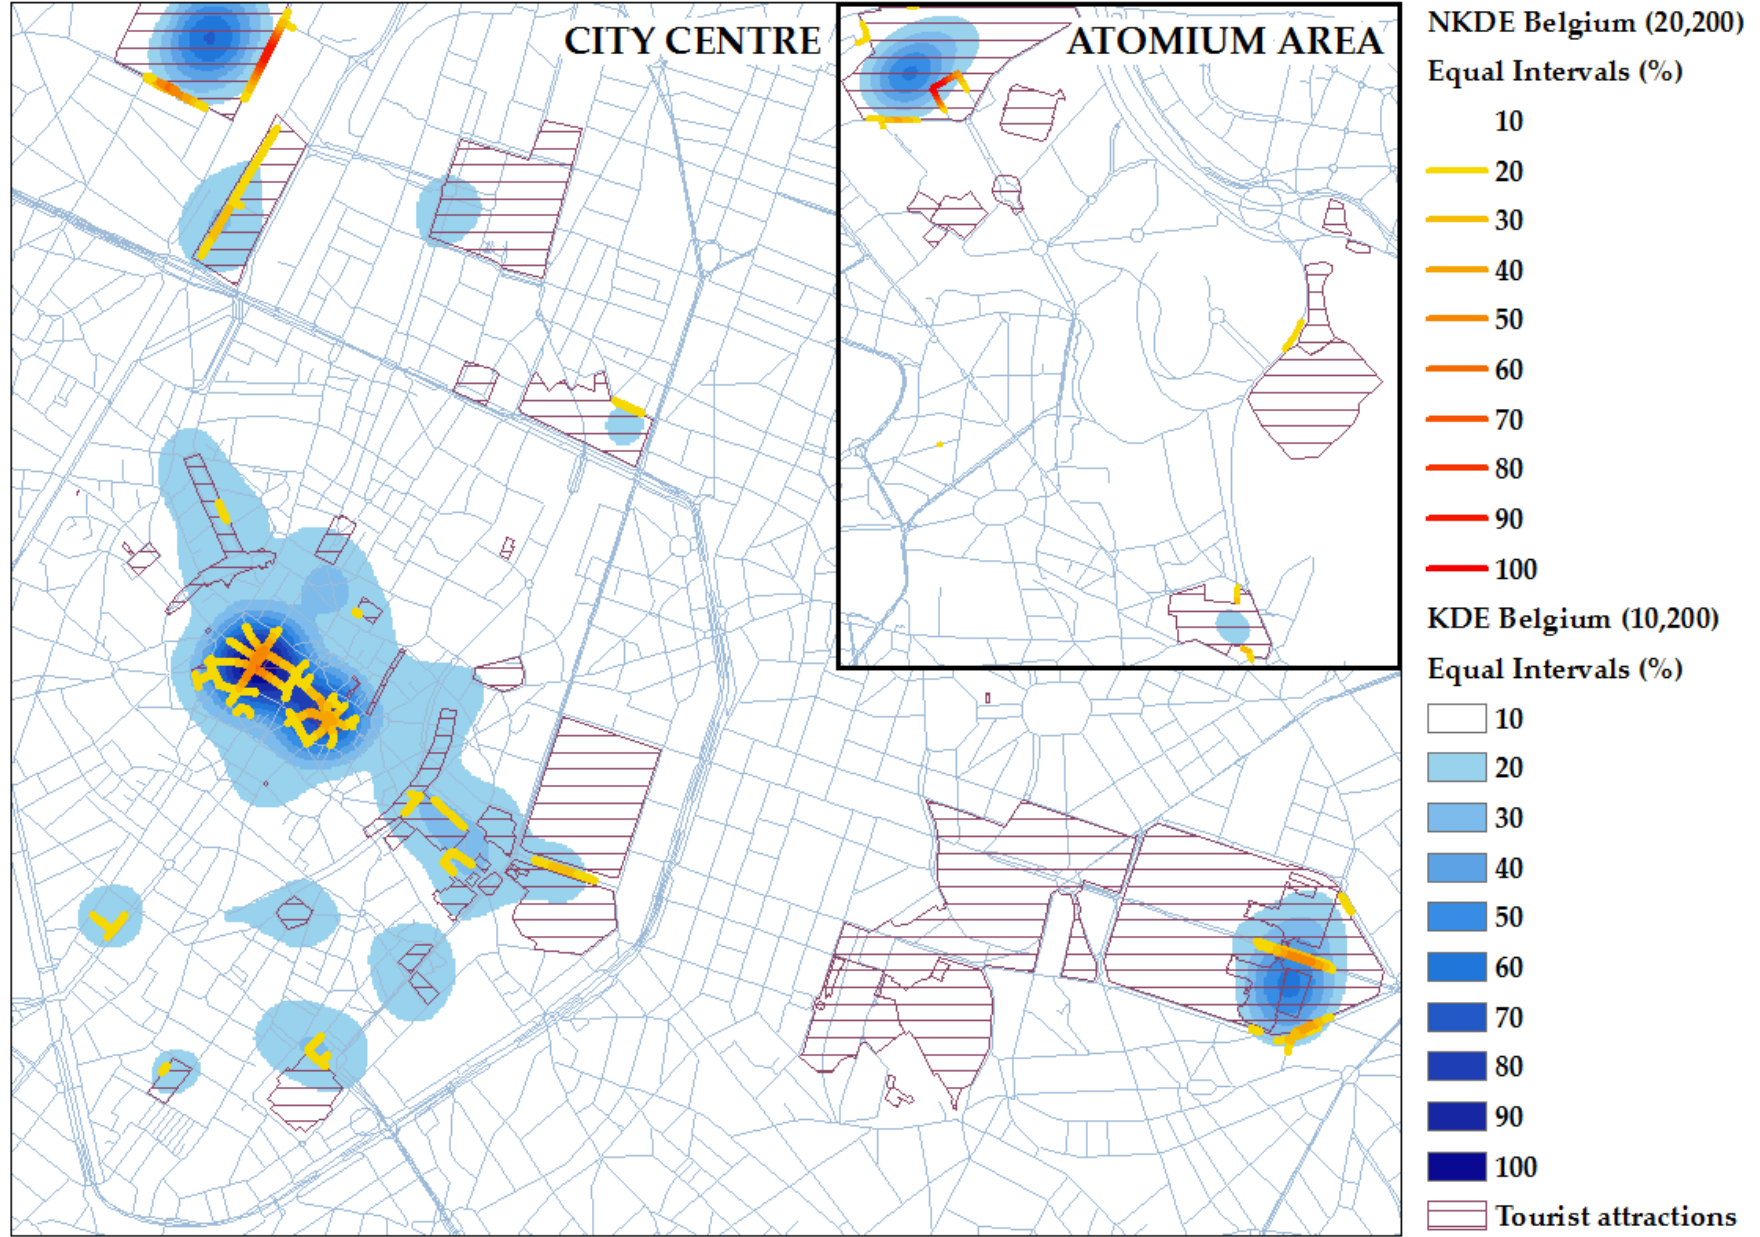 CITY CENTRE
ATOMIUM AREA
NKDE Belgium (20,200)
Equal Intervals (%)
10
20
30
40
50
60
70
80
90
100
KDE Belgium (10,200)
Equal Intervals (%)
10
20
30
40
50
60
70
80
90
100
Tourist attractions